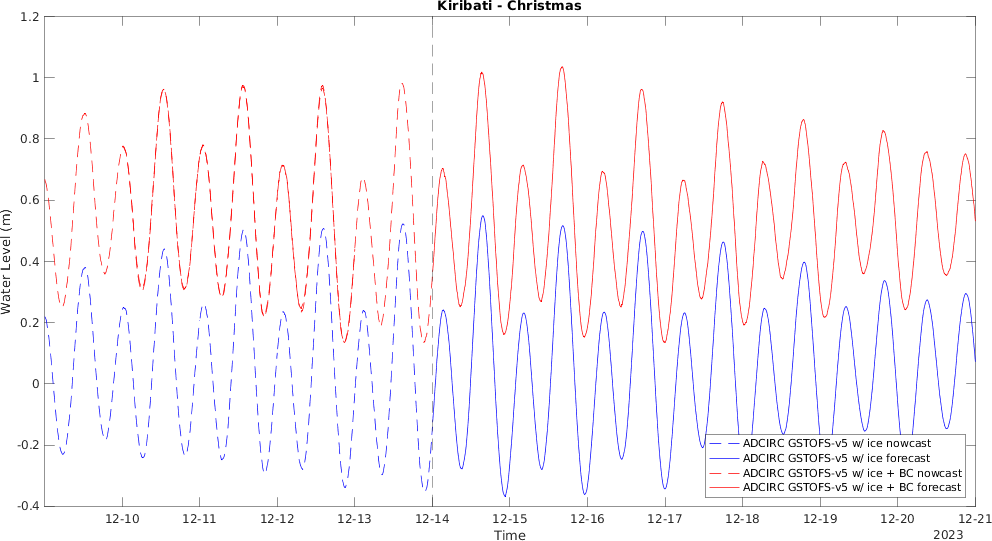 Kiribati - Christmas
1.2
1
0.8
0.6
0.4
0.2
0
-0.2
-0.4
Water Level (m)
ADCIRC GSTOFS-v5 w/ ice nowcast
ADCIRC GSTOFS-v5 w/ ice forecast
ADCIRC GSTOFS-v5 w/ ice + BC nowcast
ADCIRC GSTOFS-v5 w/ ice + BC forecast
12-10 12-11 12-12 12-13 12-14 12-15 12-16 12-17 12-18 12-19 12-20 12-21
Time
2023